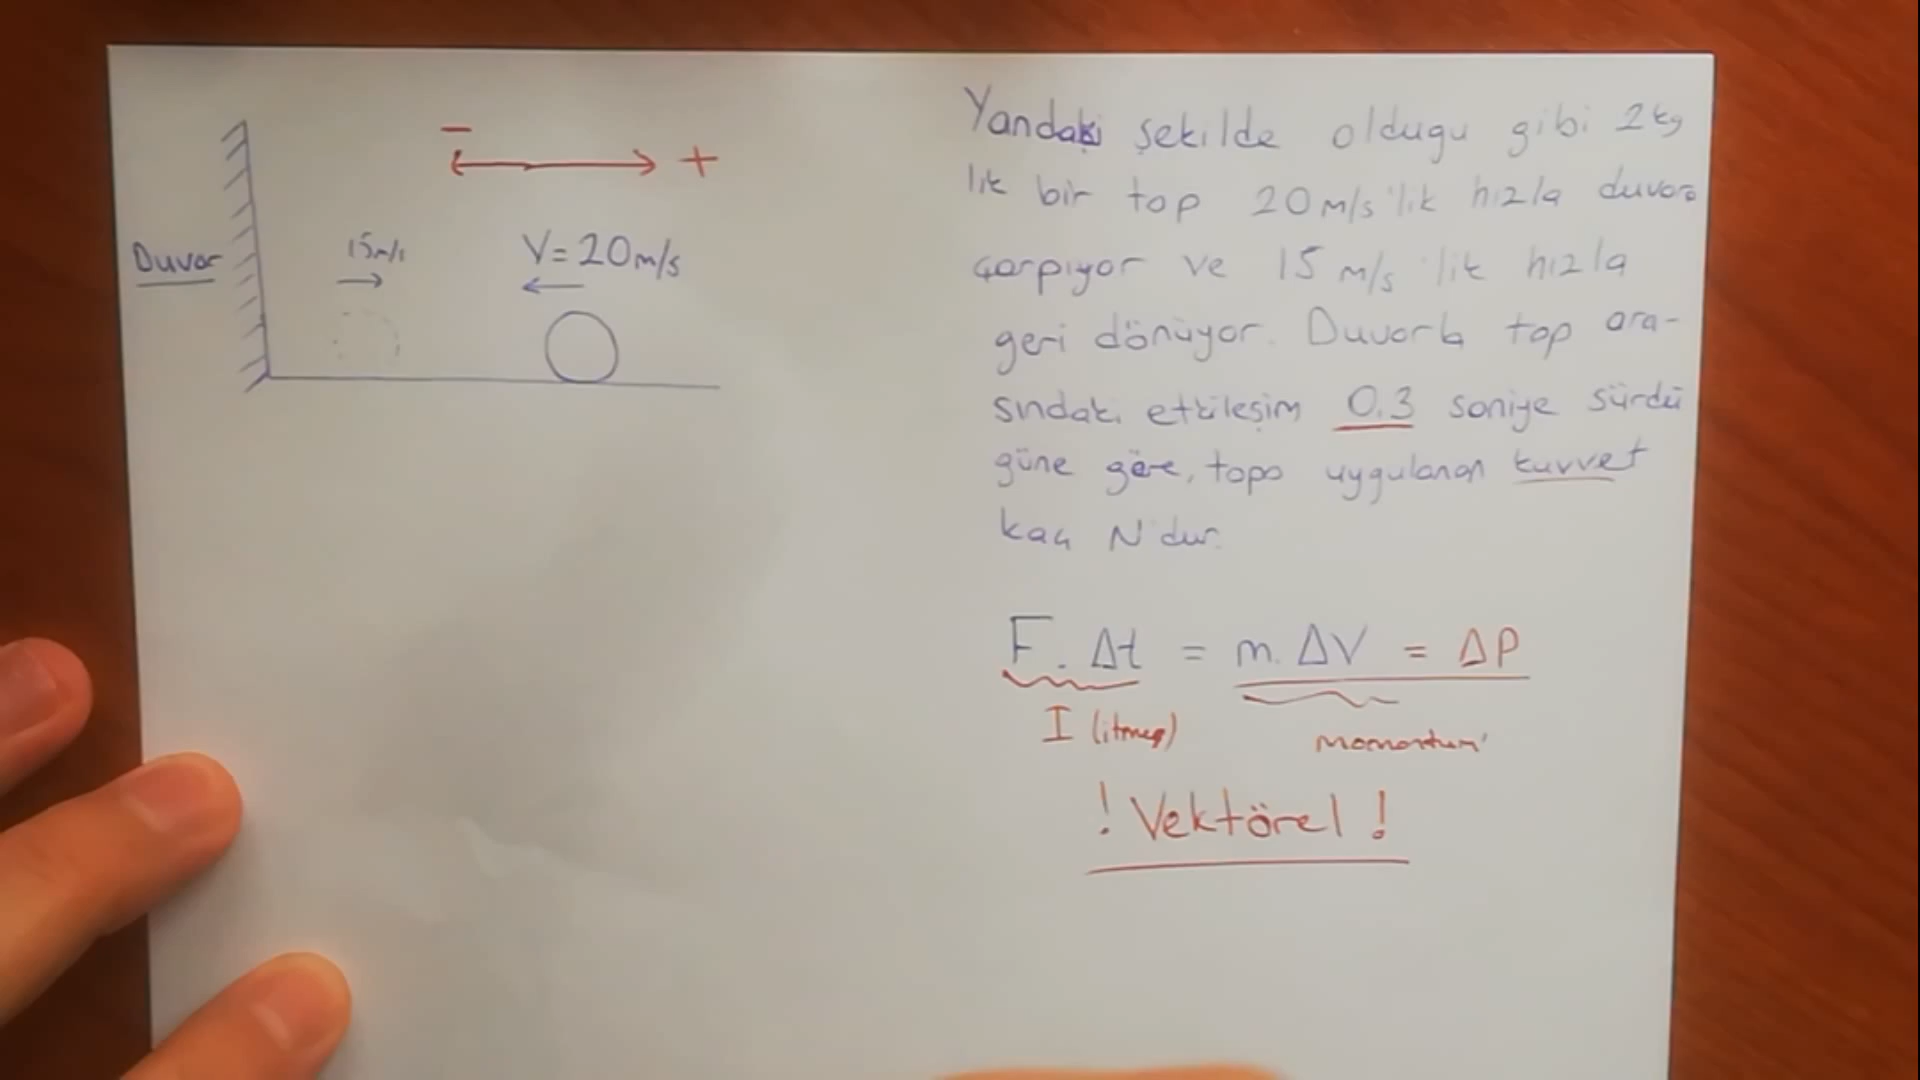 Duvar
- +
15m/s
V=20m/s
Yandaki şekilde olduğu gibi 2kg
lık bir top 20m/s'lik hızla duvara
çarpıyor ve 15 m/s'lik hızla
geri dönüyor. Duvarla top ara-
sındaki etkileşim 0.3 saniye sürdü
güne göre, topa uygulanan kuvvet
kaç N'dur.
F. Δt = m. ΔV = ΔP
I (itme)
momentum
! Vektörel !